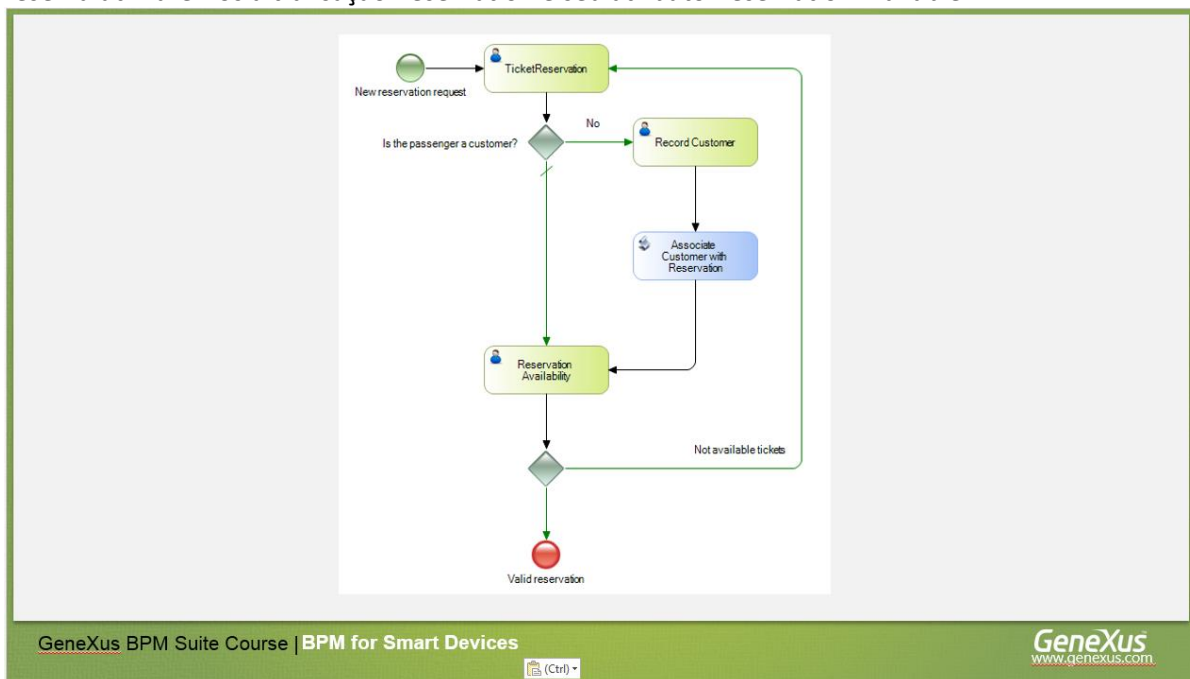 TicketReservation
New reservation request
No
Is the passenger a customer?
Record Customer
Associate
Customer with
Reservation
Reservation
Availability
Not available tickets
Valid reservation
GeneXus BPM Suite Course | BPM for Smart Devices
GeneXus
www.genexus.com
(Ctrl)